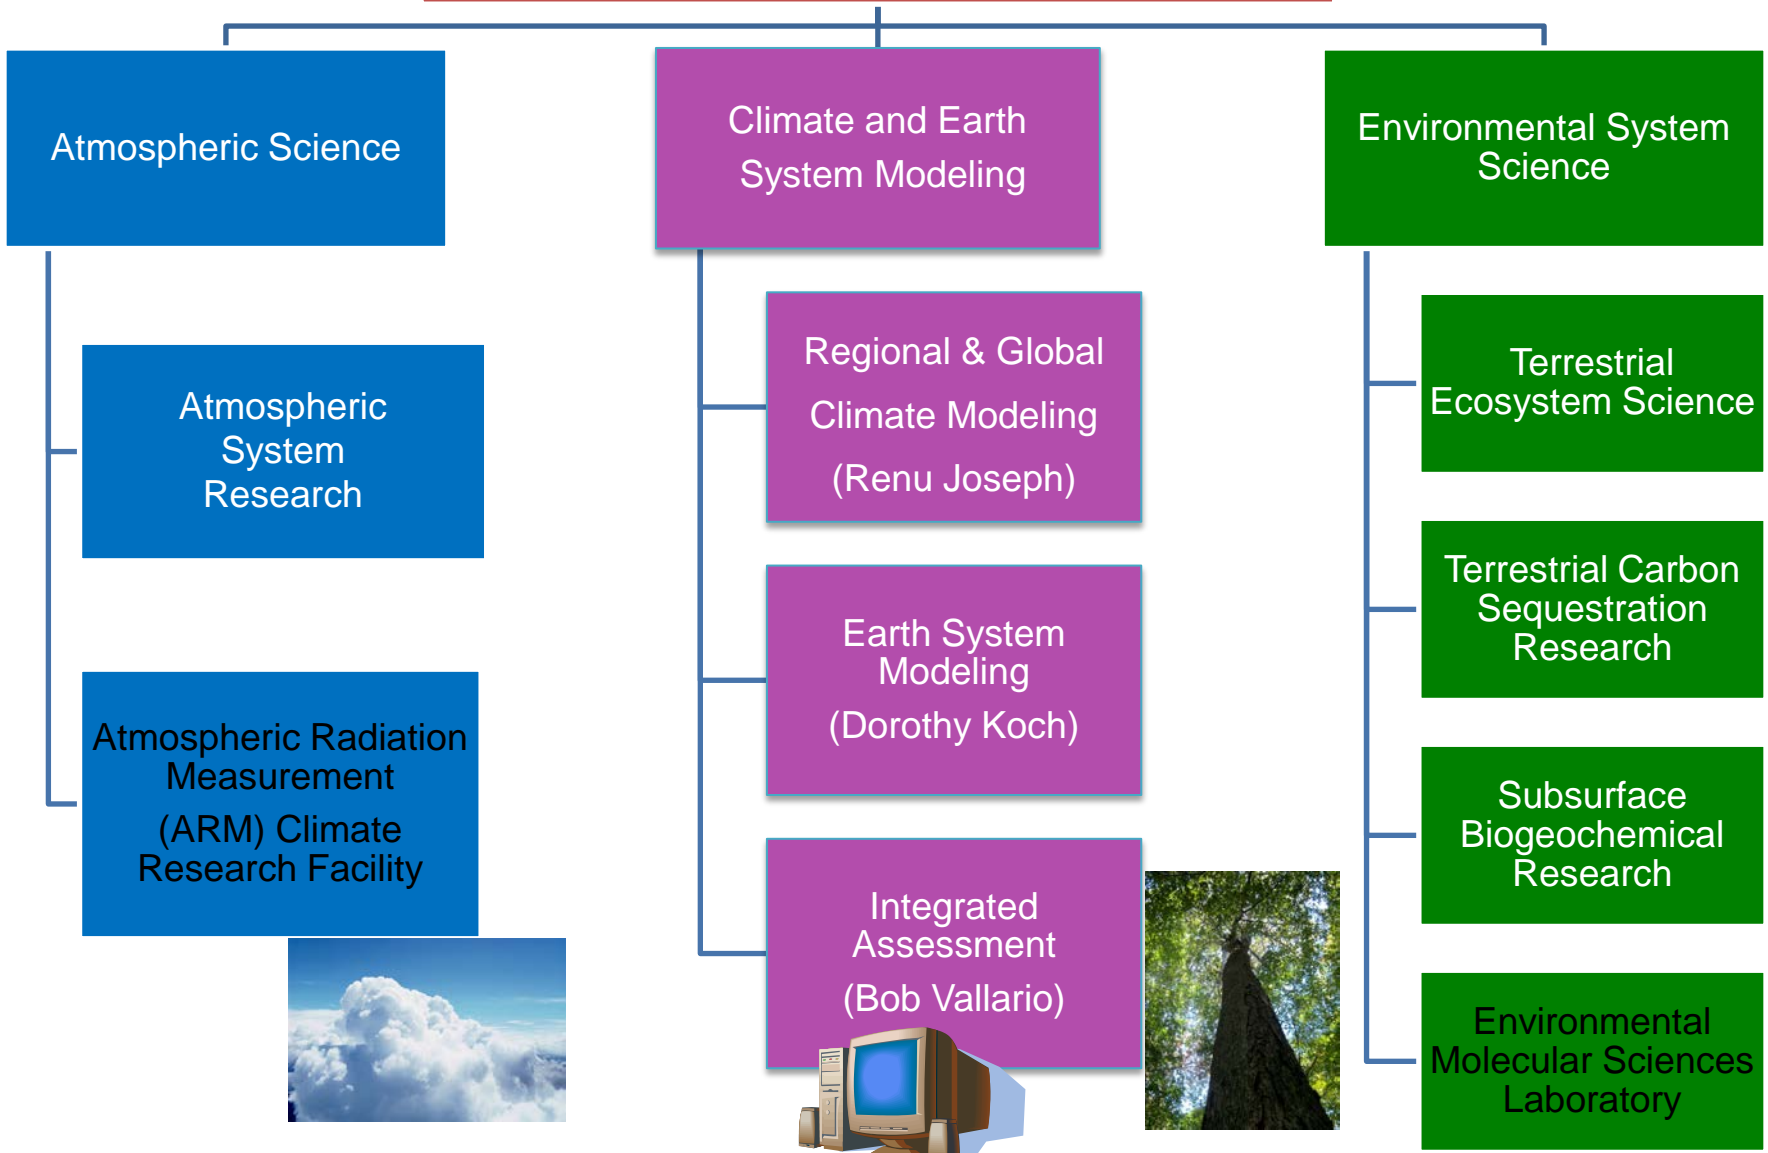 Atmospheric Science
Climate and Earth
System Modeling
Environmental System
Science
Atmospheric
System
Research
Atmospheric Radiation
Measurement
(ARM) Climate
Research Facility
Regional & Global
Climate Modeling
(Renu Joseph)
Earth System
Modeling
(Dorothy Koch)
Integrated
Assessment
(Bob Vallario)
Terrestrial
Ecosystem Science
Terrestrial Carbon
Sequestration
Research
Subsurface
Biogeochemical
Research
Environmental
Molecular Sciences
Laboratory